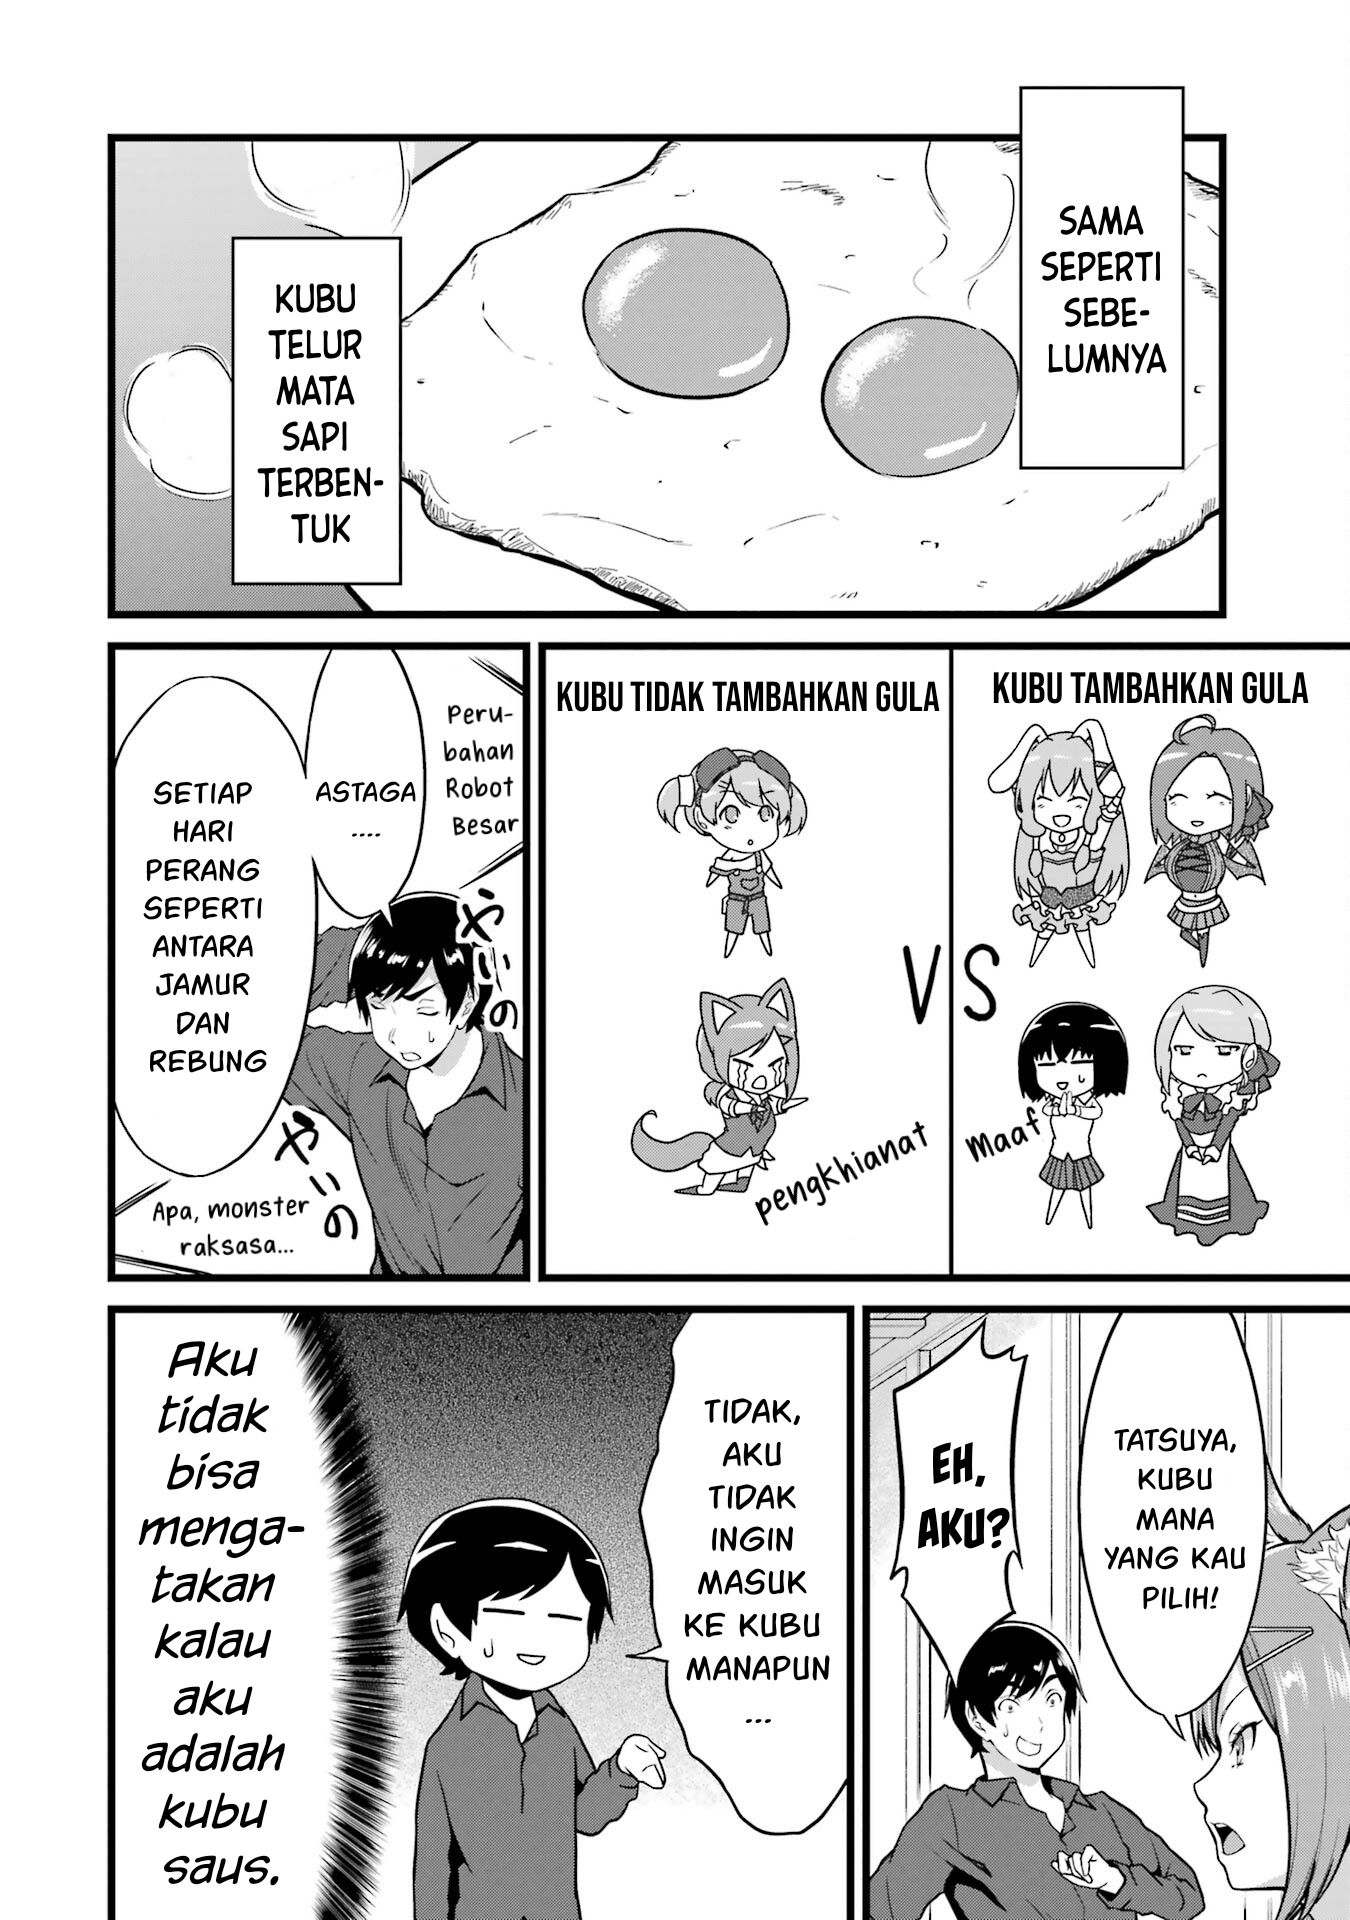 SAMA
SEPERTI
SEBE-
LUMNYA
KUBU
TELUR
MATA
SAPI
TERBEN-
TUK
KUBU TAMBAHKAN GULA
KUBU TIDAK TAMBAHKAN GULA
VS
Maaf
pengkhianat
Peru-
bahan
Robot
Besar
ASTAGA
....
SETIAP
HARI
PERANG
SEPERTI
ANTARA
JAMUR
DAN
REBUNG
やいの
やいの
Apa, monster
raksasa...
TATSUYA,
KUBU
MANA
YANG KAU
PILIH!
EH,
AKU?
TIDAK,
AKU
TIDAK
INGIN
MASUK
KE KUBU
MANAPUN
...
Aku
tidak
bisa
menga-
takan
kalau
aku
adalah
kubu
saus.